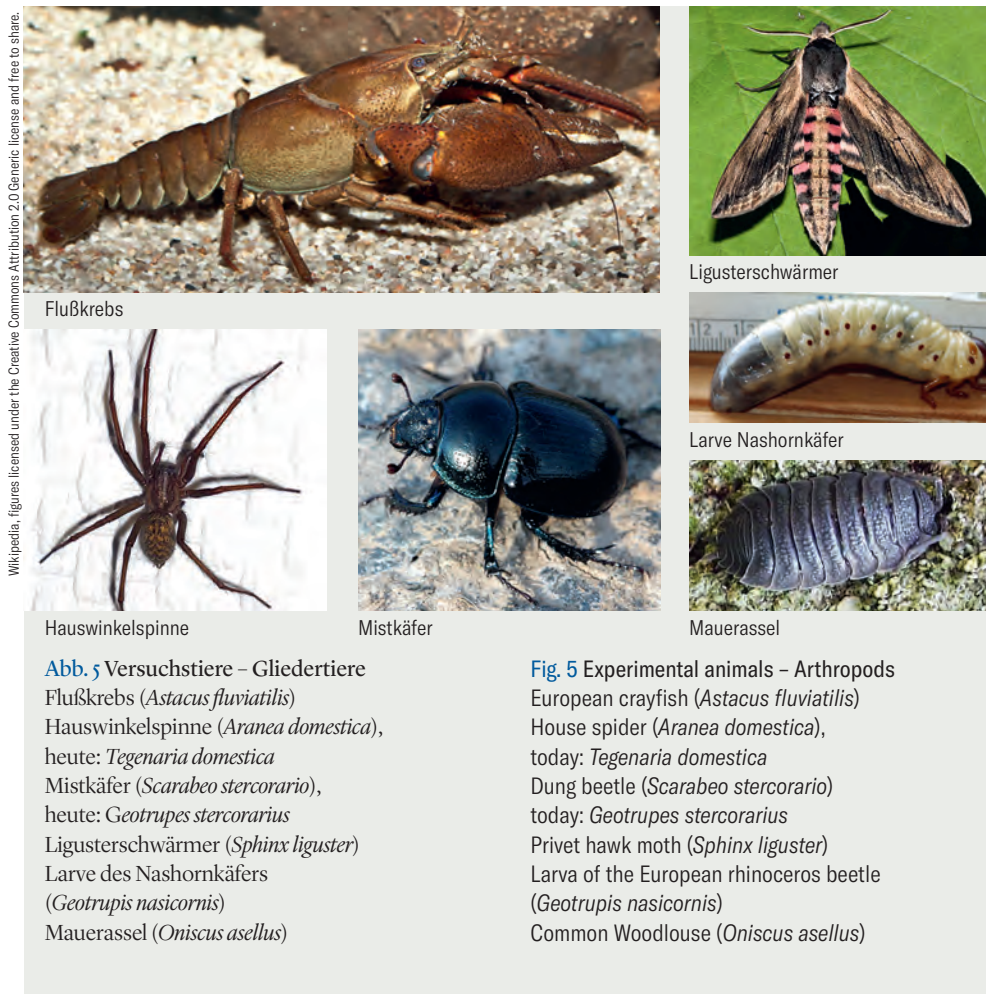 Wikipedia, figures licensed under the Creative Commons Attribution 2.0 Generic license and free to share.
Flußkrebs
Ligusterschwärmer
Larve Nashornkäfer
Hauswinkelspinne
Mistkäfer
Mauerassel
Abb. 5 Versuchstiere – Gliedertiere
Flußkrebs (Astacus fluviatilis)
Hauswinkelspinne (Aranea domestica),
heute: Tegenaria domestica
Mistkäfer (Scarabeo stercorario),
heute: Geotrupes stercorarius
Ligusterschwärmer (Sphinx liguster)
Larve des Nashornkäfers
(Geotrupis nasicornis)
Mauerassel (Oniscus asellus)
Fig. 5 Experimental animals – Arthropods
European crayfish (Astacus fluviatilis)
House spider (Aranea domestica),
today: Tegenaria domestica
Dung beetle (Scarabeo stercorario)
today: Geotrupes stercorarius
Privet hawk moth (Sphinx liguster)
Larva of the European rhinoceros beetle
(Geotrupis nasicornis)
Common Woodlouse (Oniscus asellus)